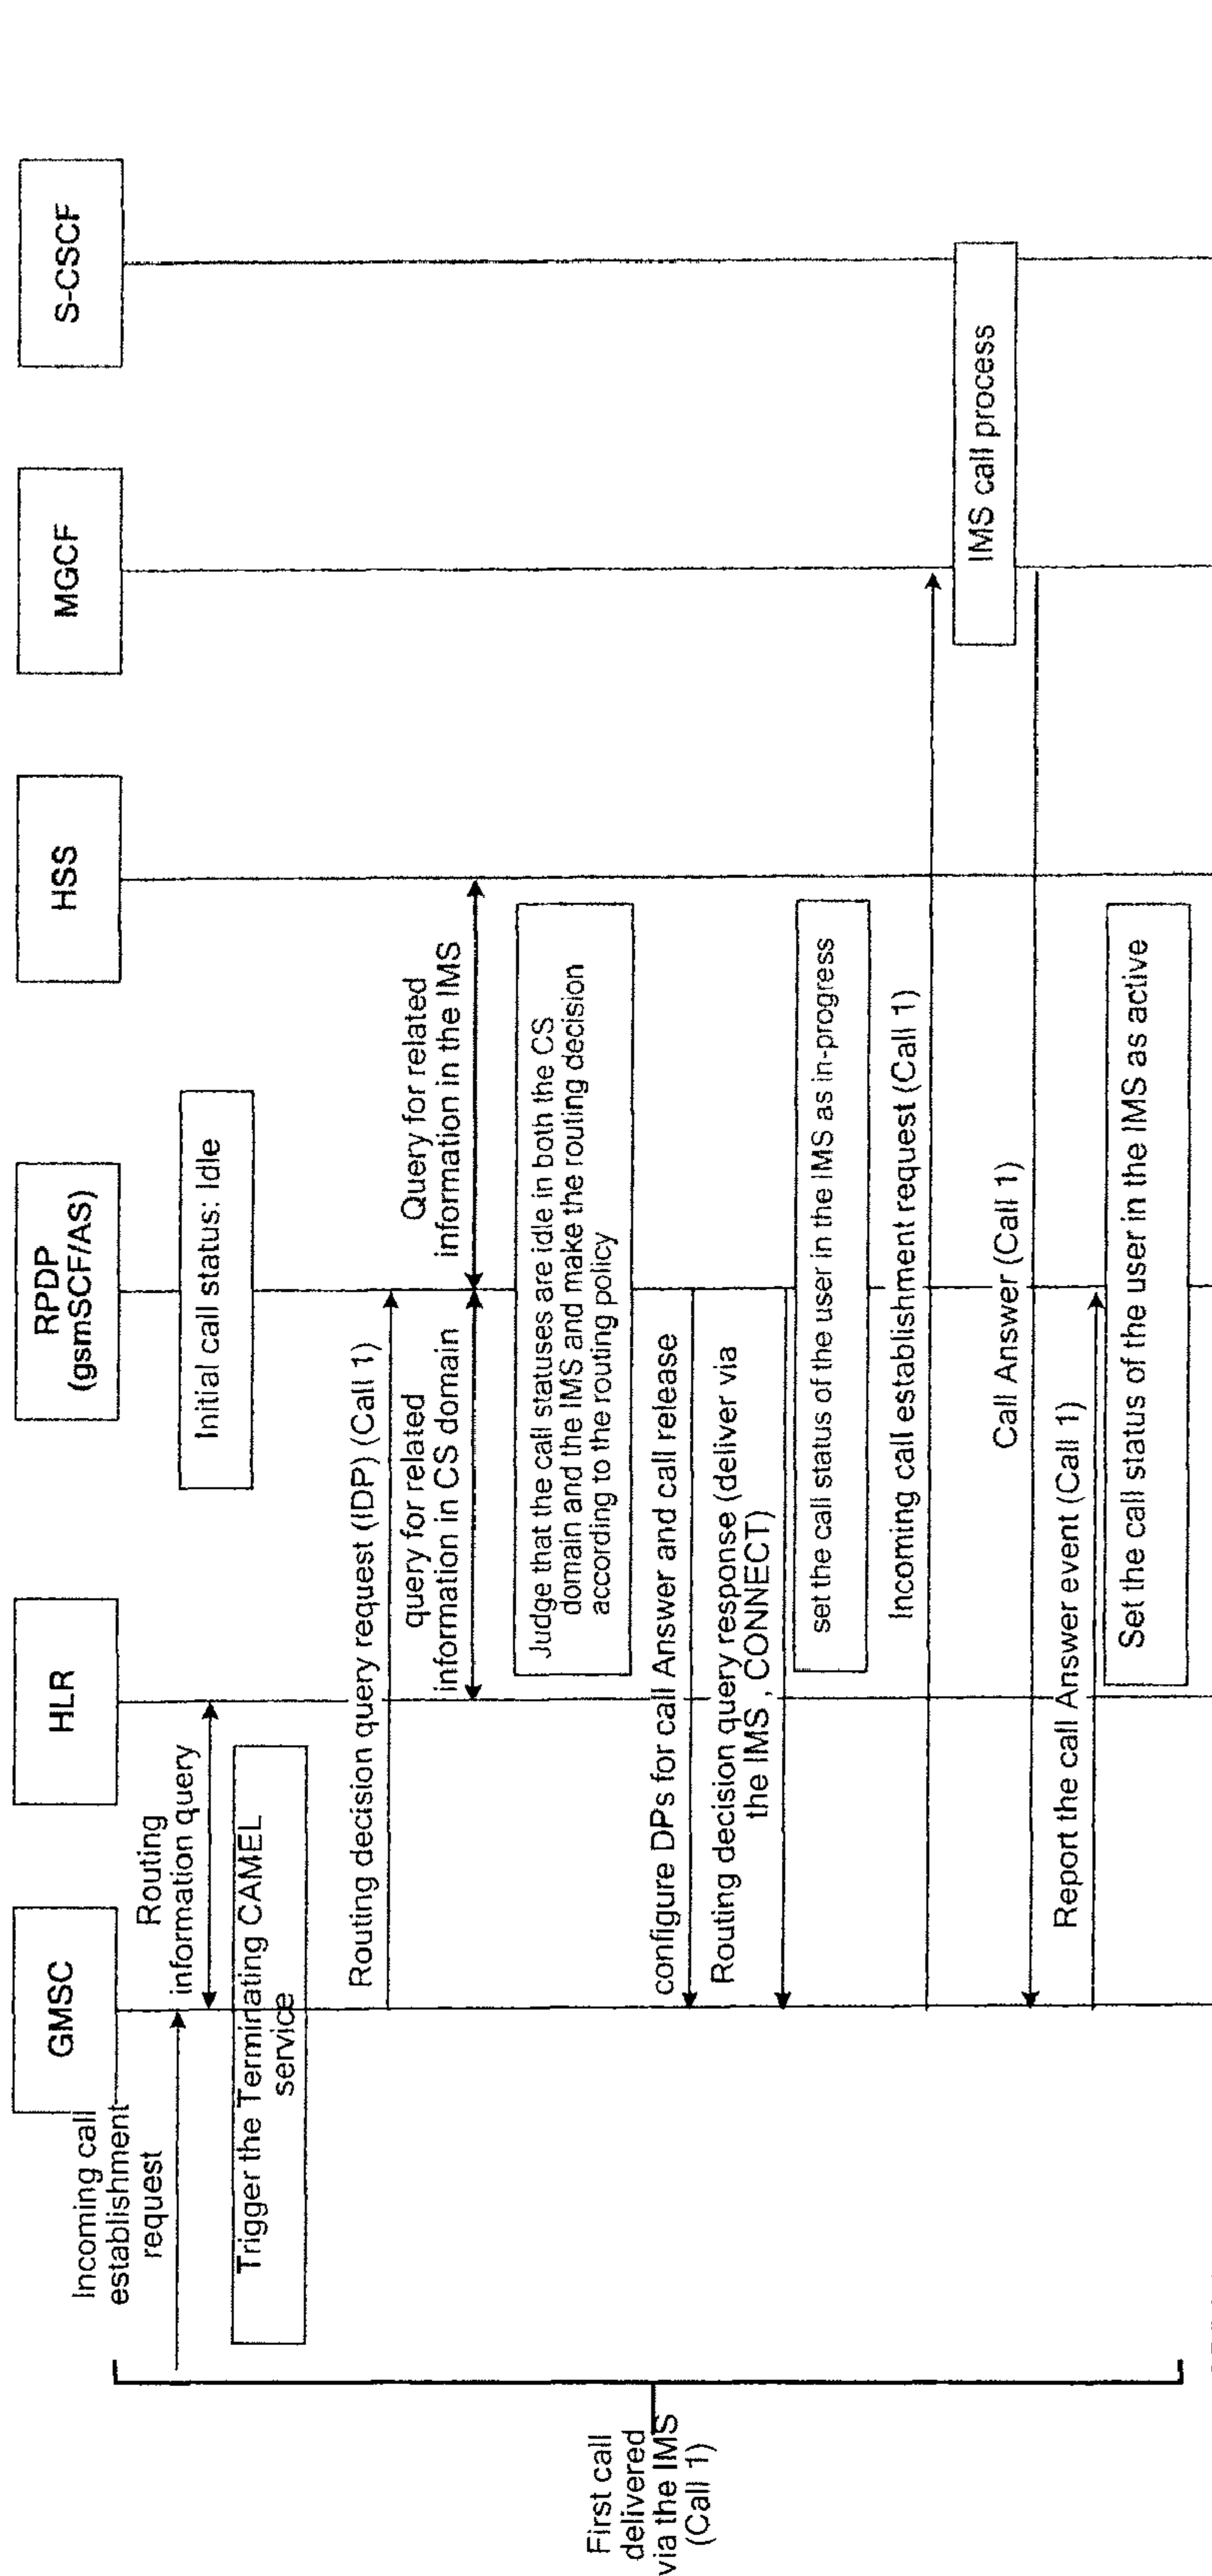 GMSC
HLR
RPDP
(gsmSCF/AS)
HSS
MGCF
S-CSCF
Incoming call
establishment
request
Initial call status: Idle
Routing
information query
Trigger the Terminating CAMEL
service
Routing decision query request (IDP) (Call 1)
query for related
information in CS domain
Query for related
information in the IMS
Judge that the call statuses are idle in both the CS
domain and the IMS and make the routing decision
according to the routing policy
configure DPs for call Answer and call release
Routing decision query response (deliver via
the IMS , CONNECT)
set the call status of the user in the IMS as in-progress
Incoming call establishment request (Call 1)
IMS call process
Call Answer (Call 1)
Report the call Answer event (Call 1)
Set the call status of the user in the IMS as active
First call
delivered
via the IMS
(Call 1)